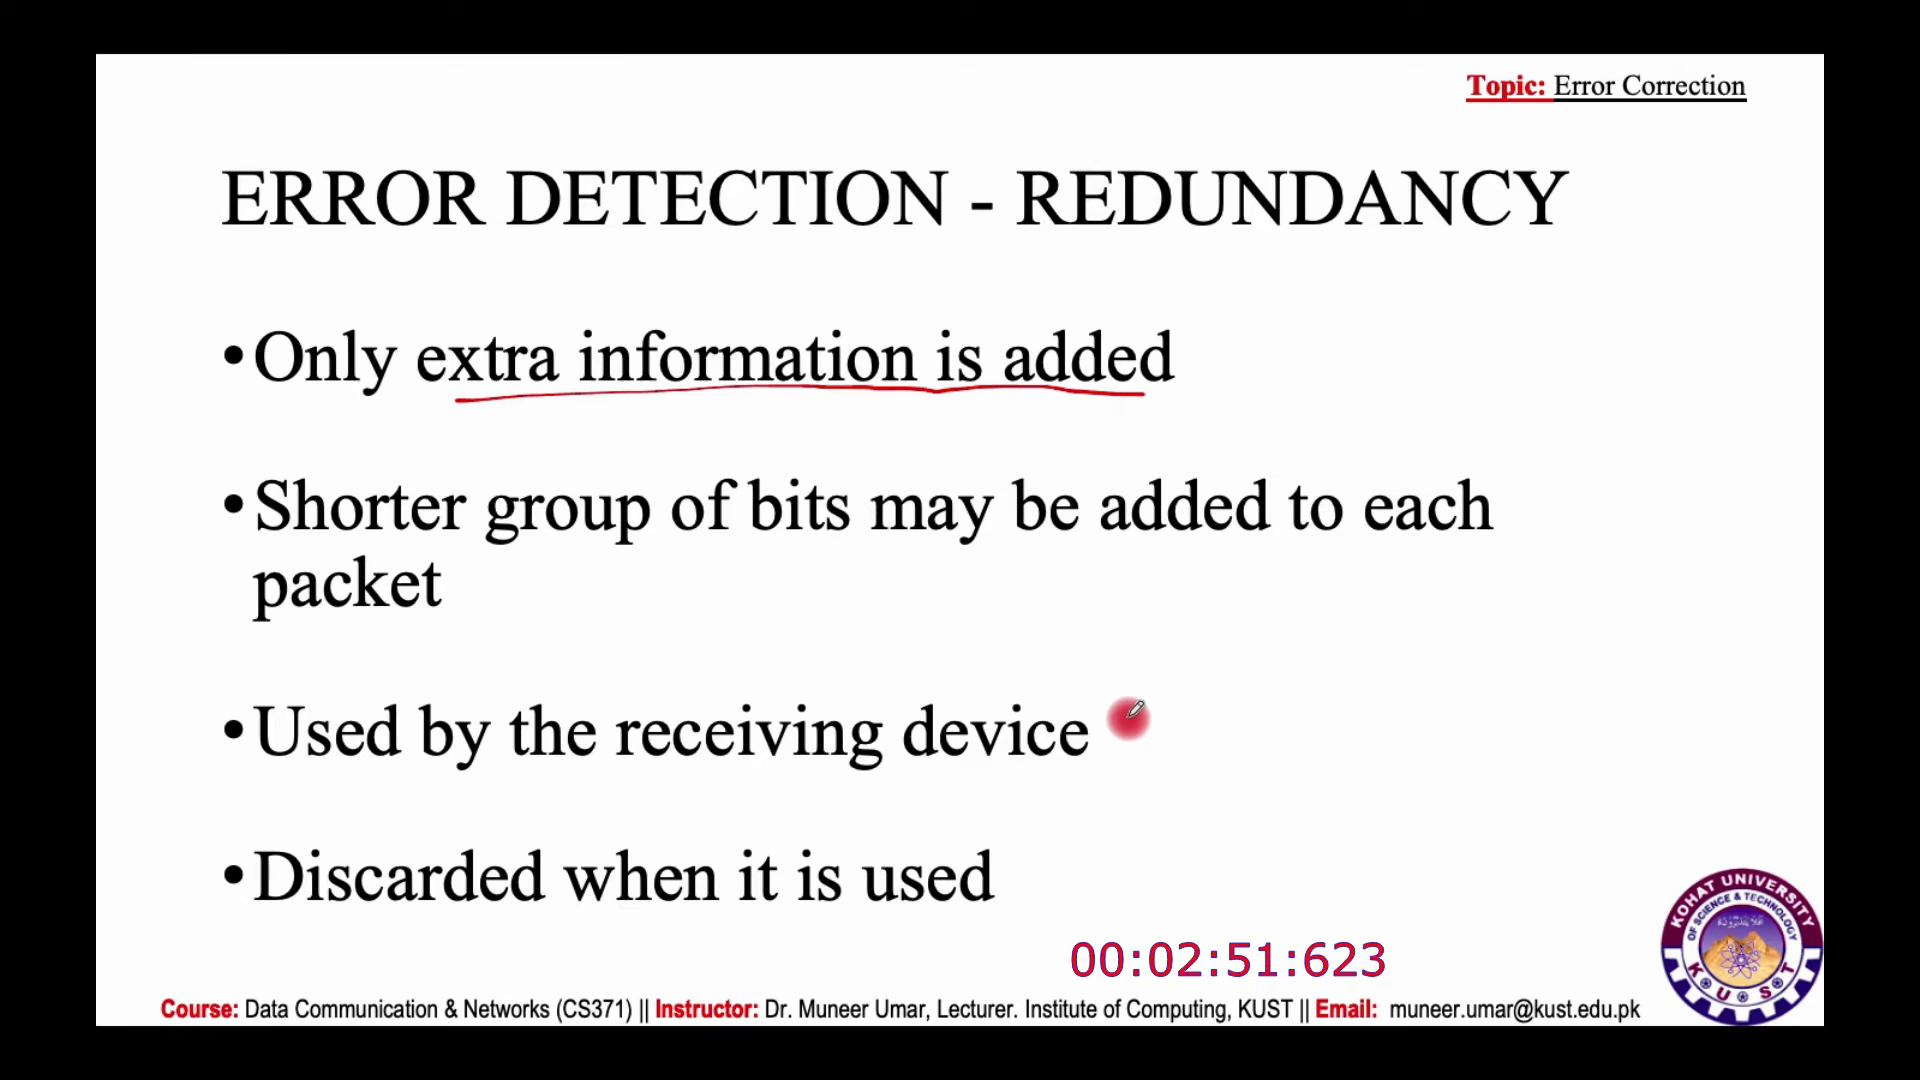 Topic: Error Correction
ERROR DETECTION - REDUNDANCY
•Only extra information is added
•Shorter group of bits may be added to each
packet
•Used by the receiving device
•Discarded when it is used
00:02:51:623
KOHAT UNIVERSITY
OF SCIENCE & TECHNOLOGY
K U S T
Course: Data Communication & Networks (CS371) || Instructor: Dr. Muneer Umar, Lecturer. Institute of Computing, KUST || Email: muneer.umar@kust.edu.pk